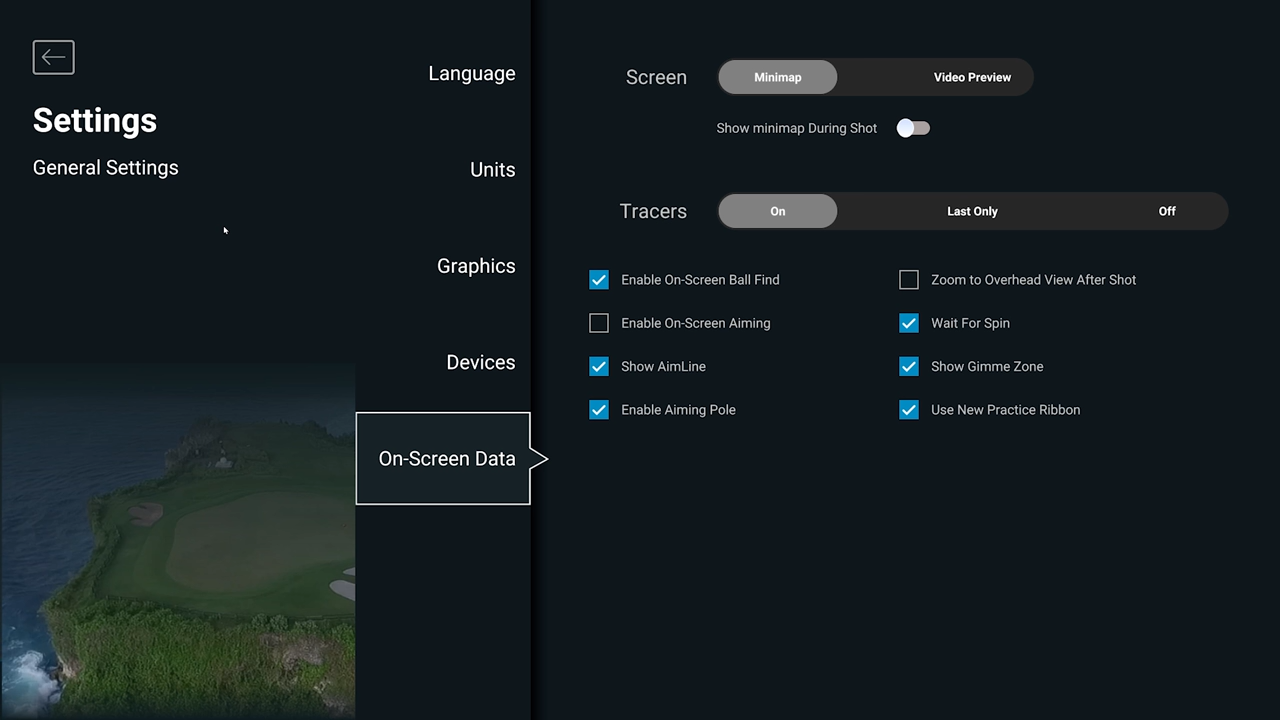 Settings
General Settings
Language
Units
Graphics
Devices
On-Screen Data
Screen
Minimap
Video Preview
Show minimap During Shot
Tracers
On
Last Only
Off
Enable On-Screen Ball Find
Zoom to Overhead View After Shot
Enable On-Screen Aiming
Wait For Spin
Show AimLine
Show Gimme Zone
Enable Aiming Pole
Use New Practice Ribbon